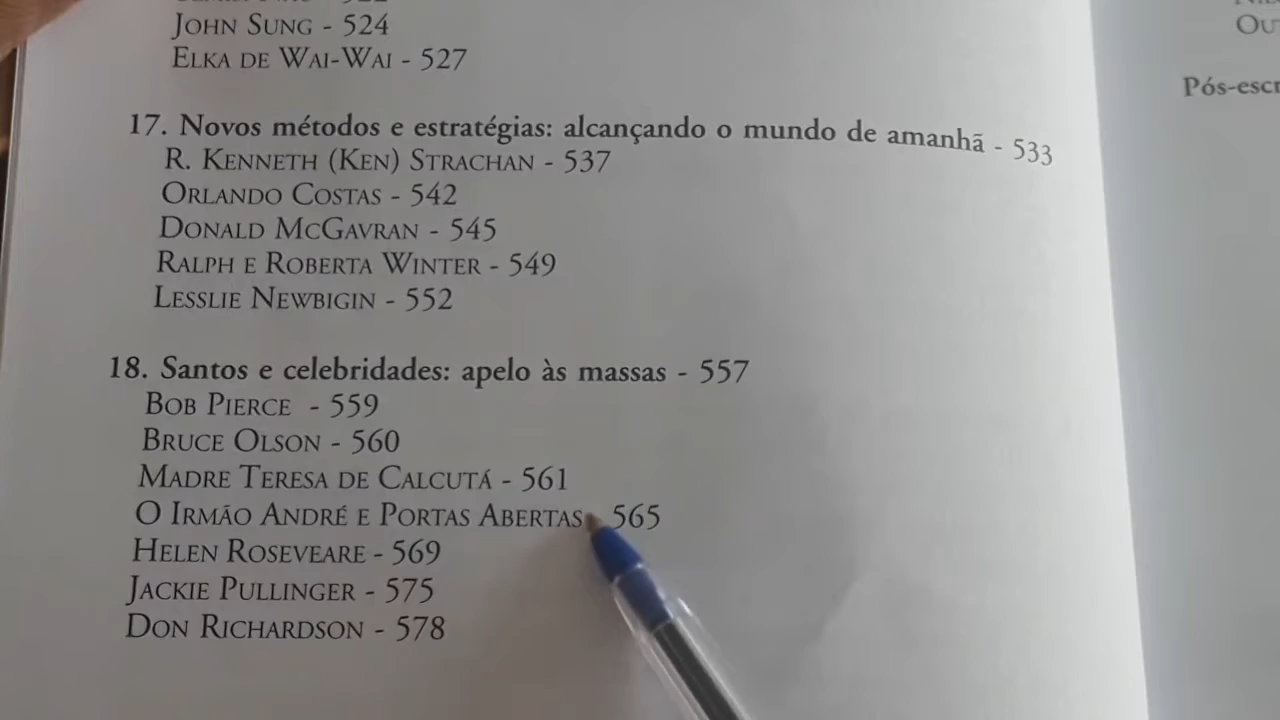 John Sung - 524
Elka de Wai-Wai - 527
17. Novos métodos e estratégias: alcançando o mundo de amanhã - 533
R. Kenneth (Ken) Strachan - 537
Orlando Costas - 542
Donald McGavran - 545
Ralph e Roberta Winter - 549
Lesslie Newbigin - 552
18. Santos e celebridades: apelo às massas - 557
Bob Pierce - 559
Bruce Olson - 560
Madre Teresa de Calcutá - 561
O Irmão André e Portas Abertas 565
Helen Roseveare - 569
Jackie Pullinger - 575
Don Richardson - 578